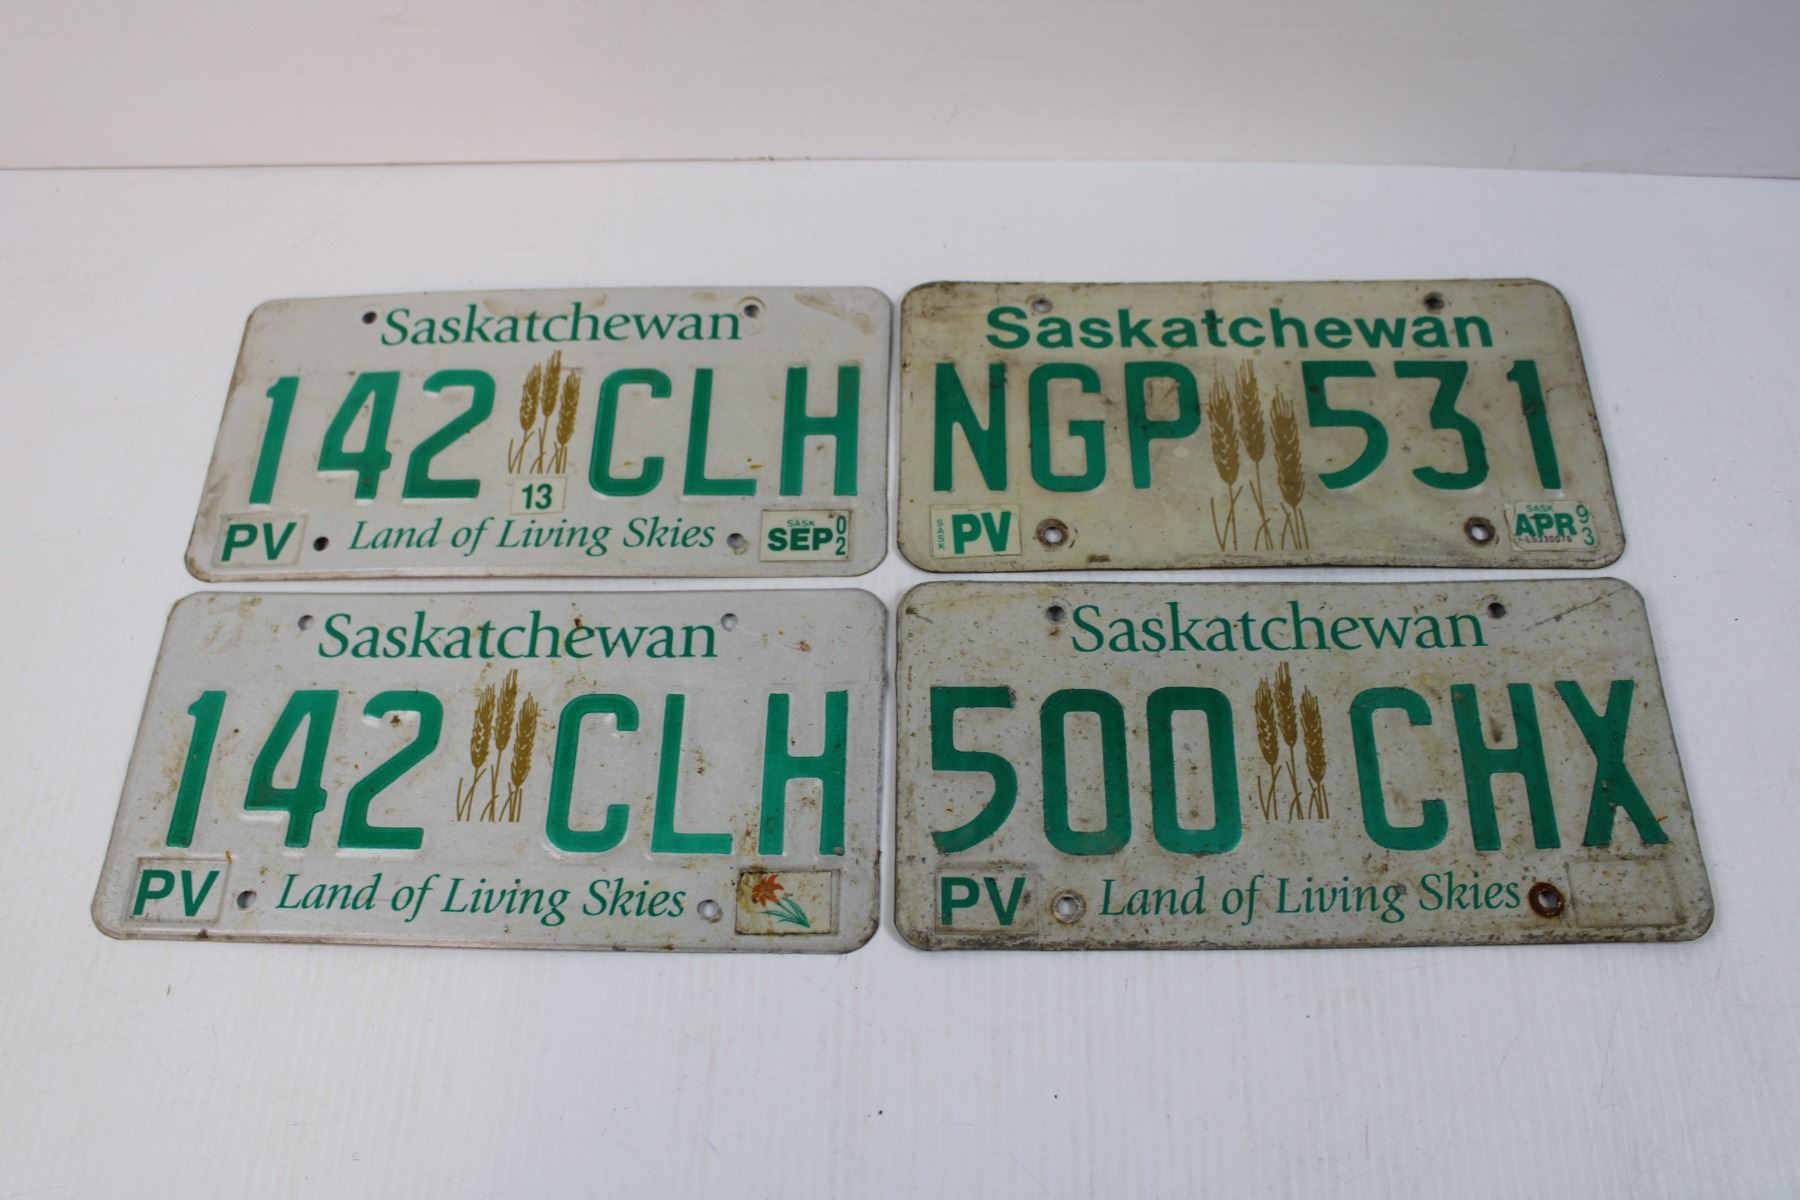 Saskatchewan
142 CLH
13
PV Land of Living Skies SASK SEP 02
Saskatchewan
NGP 531
SASK PV SASK APR 93
Saskatchewan
142 CLH
PV Land of Living Skies
Saskatchewan
500 CHX
PV Land of Living Skies